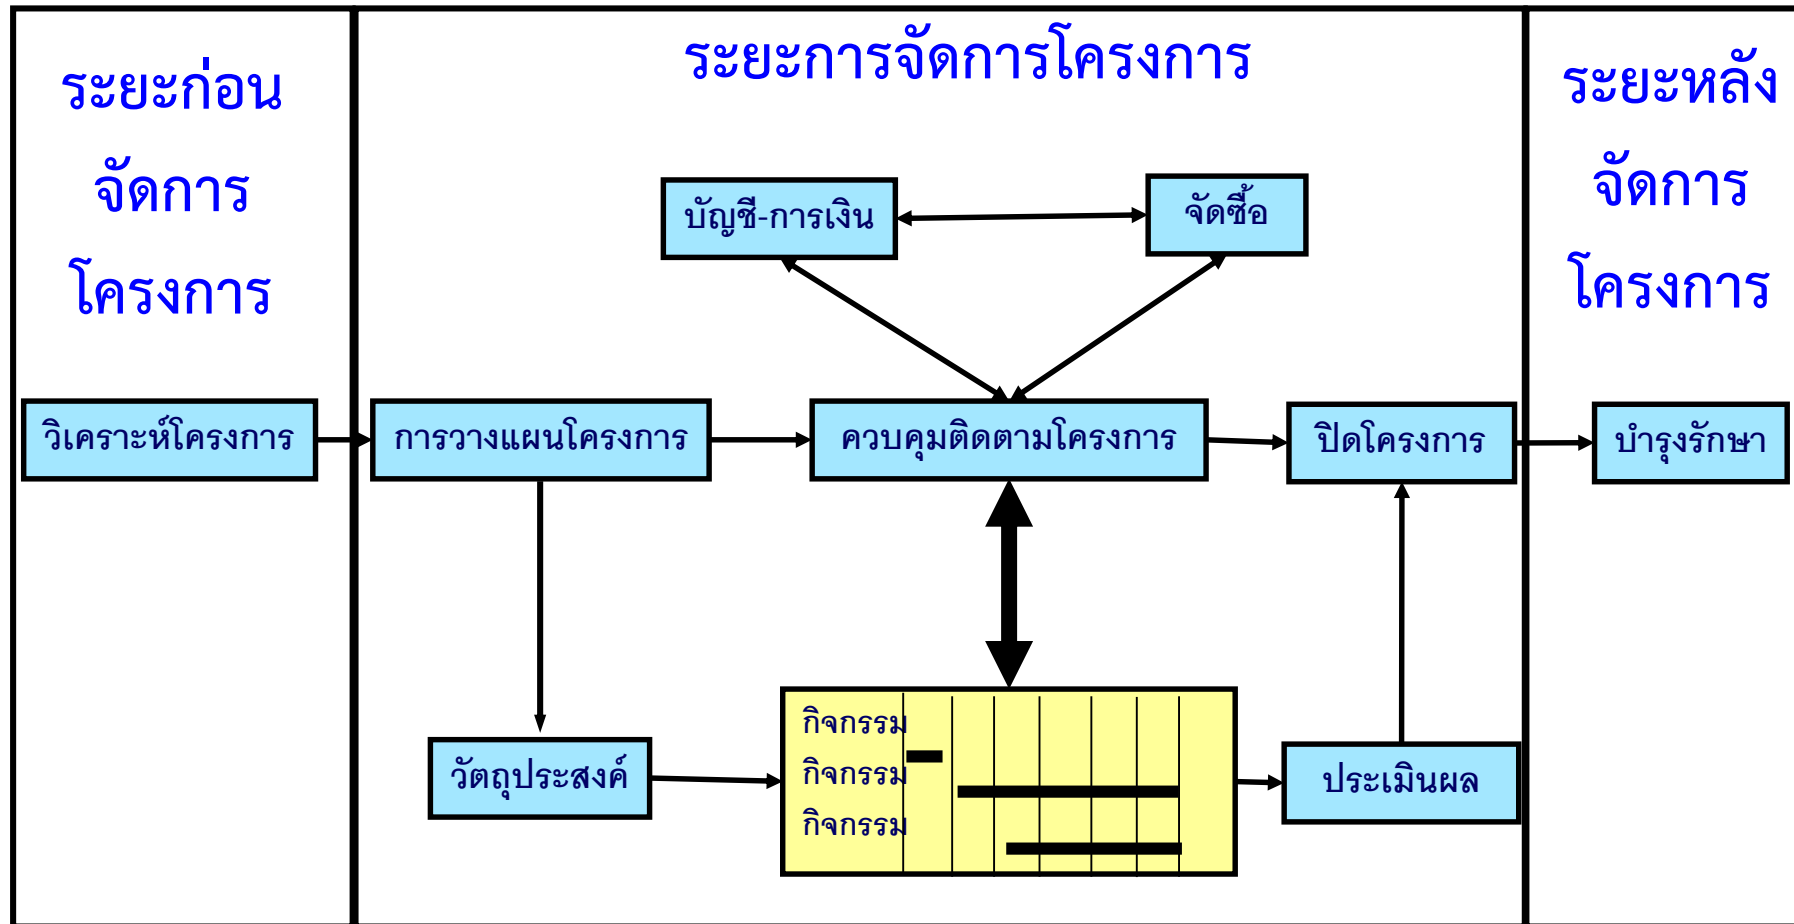 ระยะก่อน
จัดการ
โครงการ
ระยะการจัดการโครงการ
ระยะหลัง
จัดการ
โครงการ
บัญชี-การเงิน
จัดซื้อ
วิเคราะห์โครงการ
การวางแผนโครงการ
ควบคุมติดตามโครงการ
ปิดโครงการ
บำรุงรักษา
วัตถุประสงค์
กิจกรรม
กิจกรรม
กิจกรรม
ประเมินผล